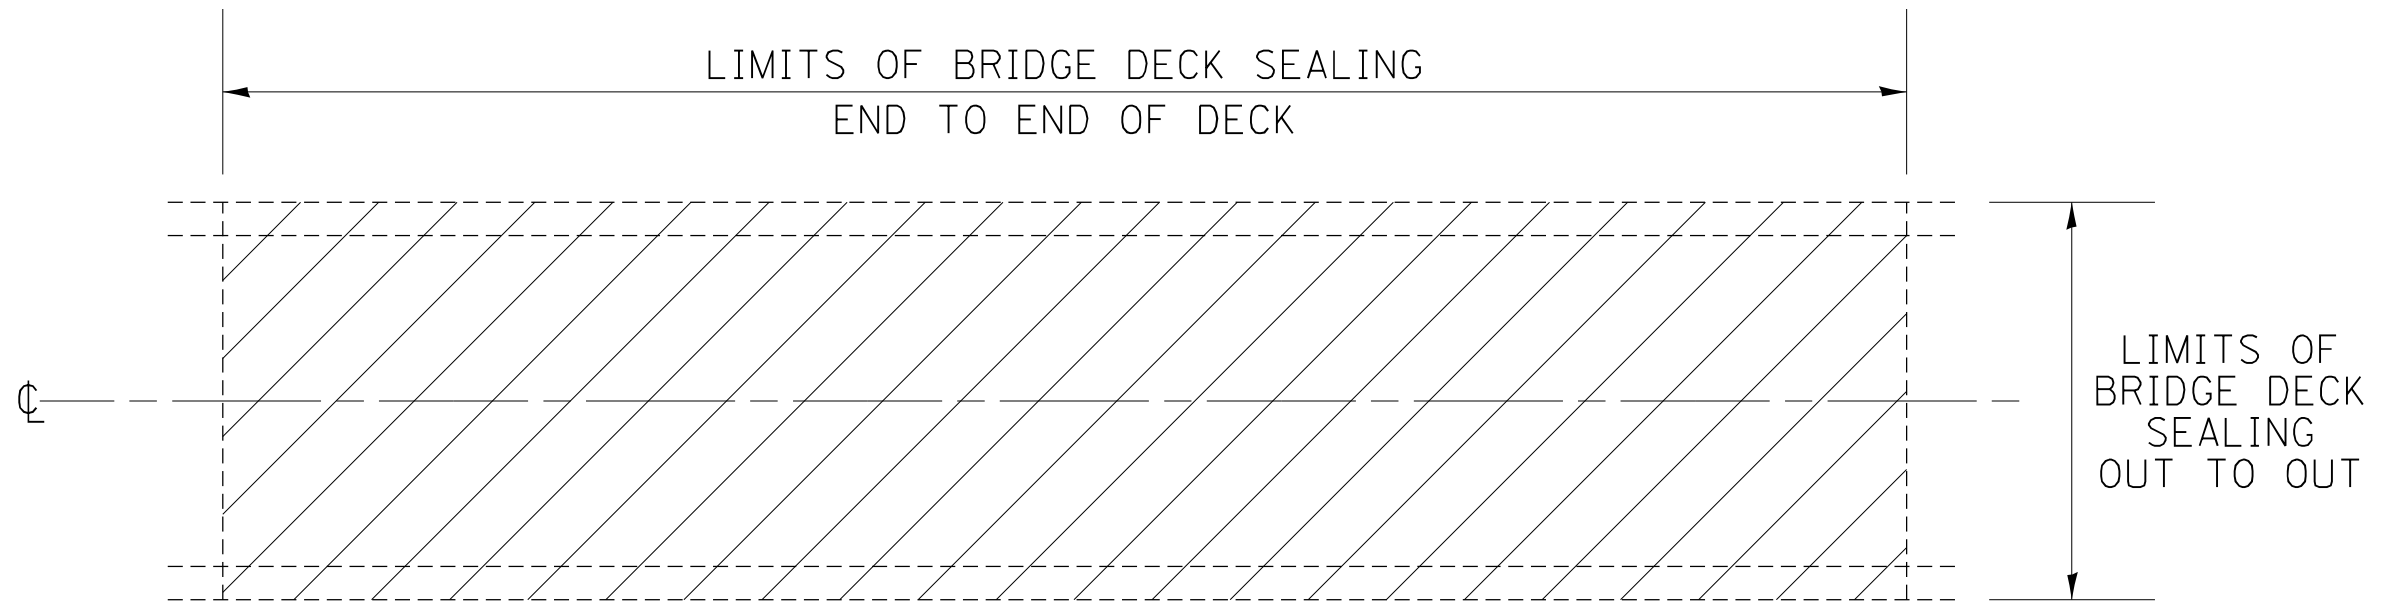 LIMITS OF BRIDGE DECK SEALING
END TO END OF DECK
℄
LIMITS OF
BRIDGE DECK
SEALING
OUT TO OUT